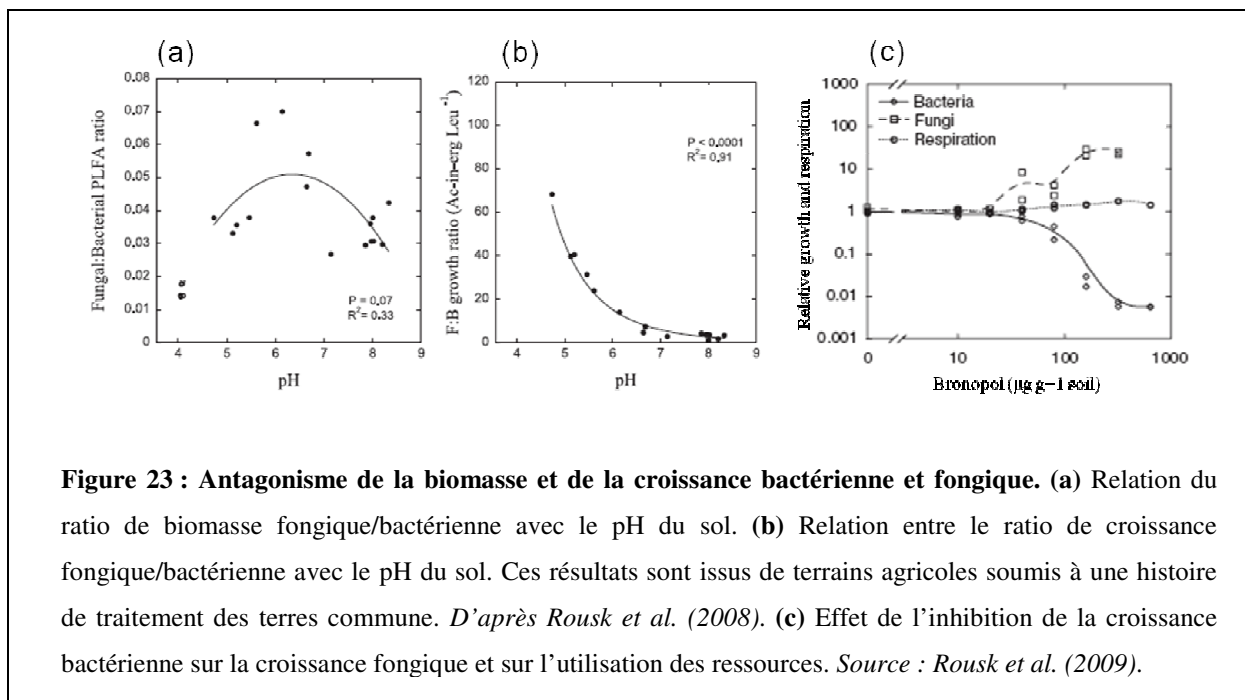 (a)
(b)
(c)
0.08
0.07
0.06
0.05
0.04
0.03
0.02
0.01
0
Fungal:Bacterial PLFA ratio
P = 0.07
R²= 0.33
4 5 6 7 8 9
pH
120
100
80
60
40
20
0
F:B growth ratio (Ac-in-erg Leu⁻¹)
P < 0.0001
R²= 0.91
4 5 6 7 8 9
pH
1000
100
10
1
0.1
0.01
0.001
Relative growth and respiration
Bacteria
Fungi
Respiration
0 10 100 1000
Bronopol (µg g−1 soil)
Figure 23 : Antagonisme de la biomasse et de la croissance bactérienne et fongique. (a) Relation du
ratio de biomasse fongique/bactérienne avec le pH du sol. (b) Relation entre le ratio de croissance
fongique/bactérienne avec le pH du sol. Ces résultats sont issus de terrains agricoles soumis à une histoire
de traitement des terres commune. D'après Rousk et al. (2008). (c) Effet de l'inhibition de la croissance
bactérienne sur la croissance fongique et sur l'utilisation des ressources. Source : Rousk et al. (2009).